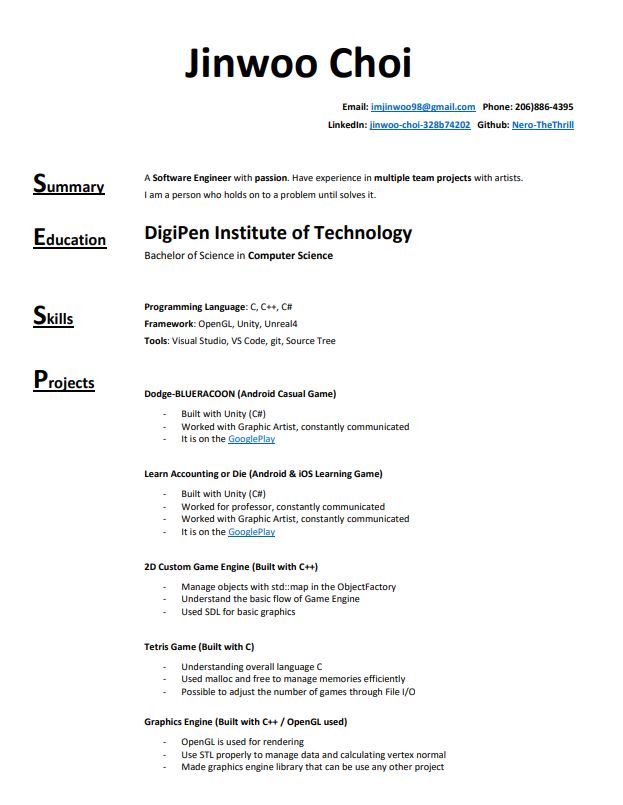 Jinwoo Choi
Email: imjinwoo98@gmail.com Phone: 206)886-4395
LinkedIn: jinwoo-choi-328b74202 Github: Nero-TheThrill
Summary
A Software Engineer with passion. Have experience in multiple team projects with artists.
I am a person who holds on to a problem until solves it.
Education
DigiPen Institute of Technology
Bachelor of Science in Computer Science
Skills
Programming Language: C, C++, C#
Framework: OpenGL, Unity, Unreal4
Tools: Visual Studio, VS Code, git, Source Tree
Projects
Dodge-BLUERACOON (Android Casual Game)
- Built with Unity (C#)
- Worked with Graphic Artist, constantly communicated
- It is on the GooglePlay
Learn Accounting or Die (Android & iOS Learning Game)
- Built with Unity (C#)
- Worked for professor, constantly communicated
- Worked with Graphic Artist, constantly communicated
- It is on the GooglePlay
2D Custom Game Engine (Built with C++)
- Manage objects with std::map in the ObjectFactory
- Understand the basic flow of Game Engine
- Used SDL for basic graphics
Tetris Game (Built with C)
- Understanding overall language C
- Used malloc and free to manage memories efficiently
- Possible to adjust the number of games through File I/O
Graphics Engine (Built with C++ / OpenGL used)
- OpenGL is used for rendering
- Use STL properly to manage data and calculating vertex normal
- Made graphics engine library that can be use any other project